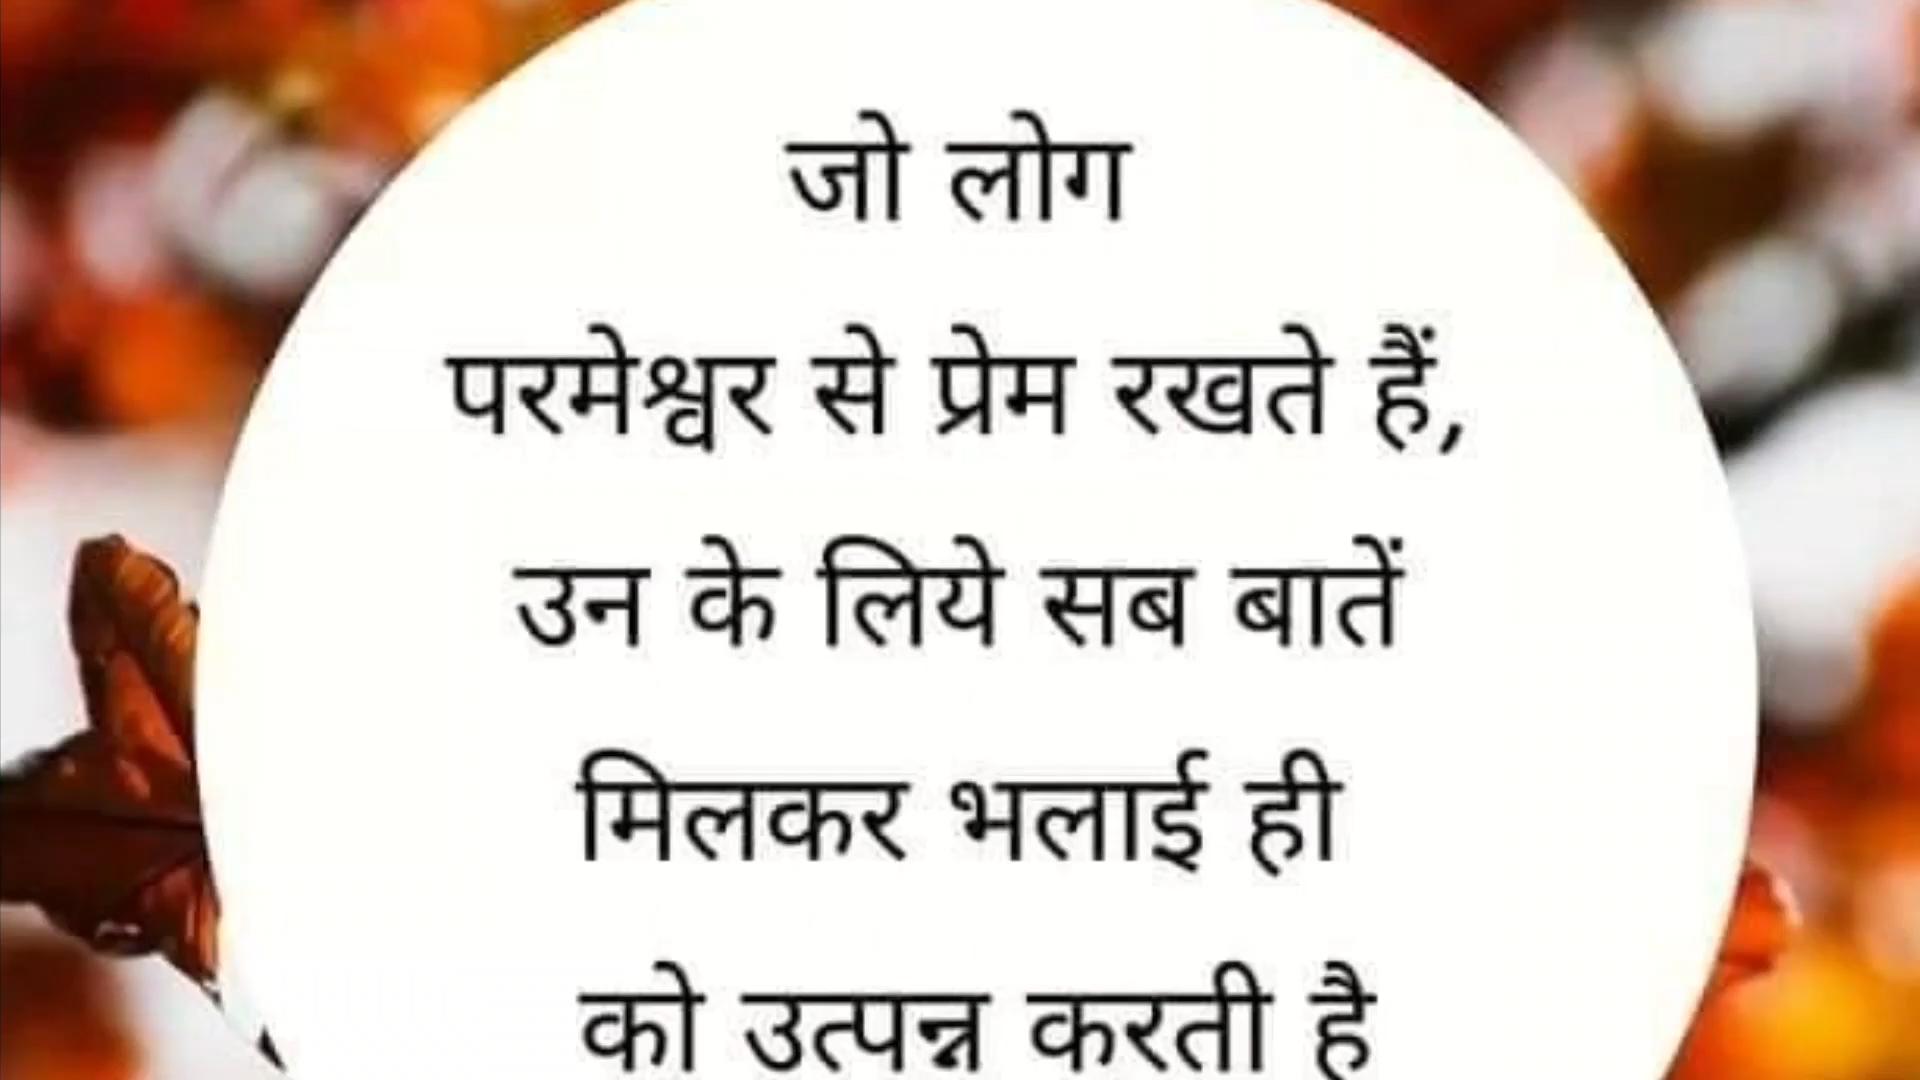 जो लोग
परमेश्वर से प्रेम रखते हैं,
उन के लिये सब बातें
मिलकर भलाई ही
को उत्पन्न करती है